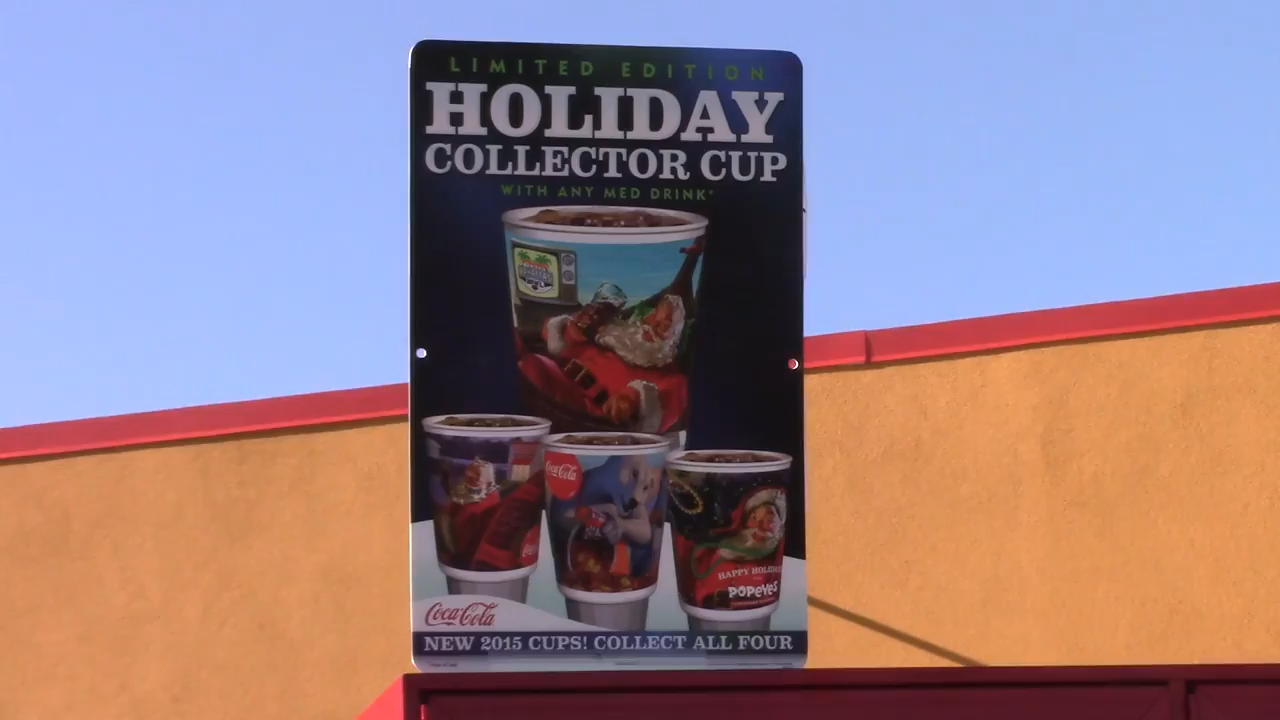 LIMITED EDITION
HOLIDAY
COLLECTOR CUP
WITH ANY MED DRINK*
Coca-Cola
HAPPY HOLIDAYS
POPEYES
Coca-Cola
NEW 2015 CUPS! COLLECT ALL FOUR